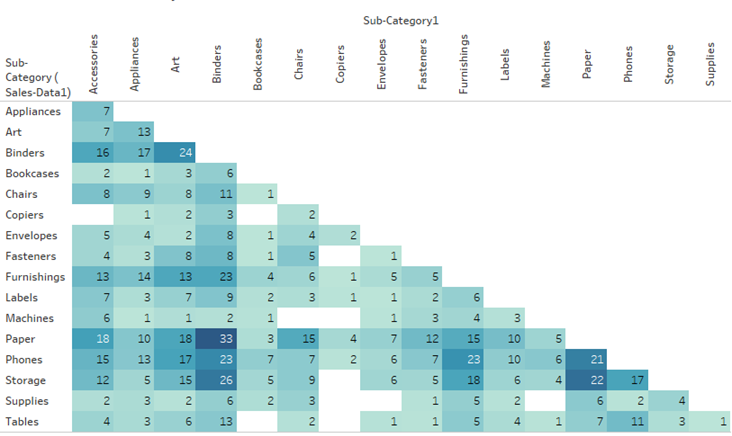 Sub-Category1
Sub-
Category (
Sales-Data1)
Accessories Appliances Art Binders Bookcases Chairs Copiers Envelopes Fasteners Furnishings Labels Machines Paper Phones Storage Supplies
Appliances 7
Art 7 13
Binders 16 17 24
Bookcases 2 1 3 6
Chairs 8 9 8 11 1
Copiers 1 2 3 2
Envelopes 5 4 2 8 1 4 2
Fasteners 4 3 8 8 1 5 1
Furnishings 13 14 13 23 4 6 1 5 5
Labels 7 3 7 9 2 3 1 1 2 6
Machines 6 1 1 2 1 1 3 4 3
Paper 18 10 18 33 3 15 4 7 12 15 10 5
Phones 15 13 17 23 7 7 2 6 7 23 10 6 21
Storage 12 5 15 26 5 9 6 5 18 6 4 22 17
Supplies 2 3 2 6 2 3 1 5 2 6 2 4
Tables 4 3 6 13 2 1 1 5 4 1 7 11 3 1